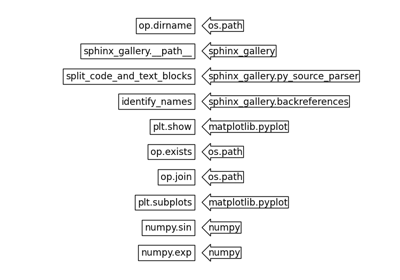 op.dirname os.path
sphinx_gallery.__path__ sphinx_gallery
split_code_and_text_blocks sphinx_gallery.py_source_parser
identify_names sphinx_gallery.backreferences
plt.show matplotlib.pyplot
op.exists os.path
op.join os.path
plt.subplots matplotlib.pyplot
numpy.sin numpy
numpy.exp numpy